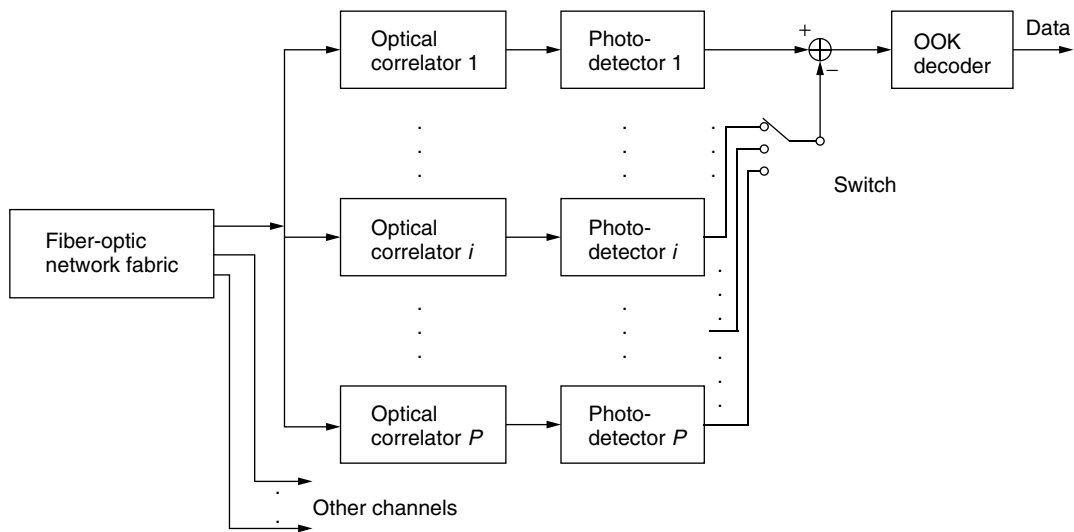 Optical
correlator 1
Photo-
detector 1
+
−
OOK
decoder
Data
Switch
Fiber-optic
network fabric
Optical
correlator i
Photo-
detector i
Optical
correlator P
Photo-
detector P
Other channels